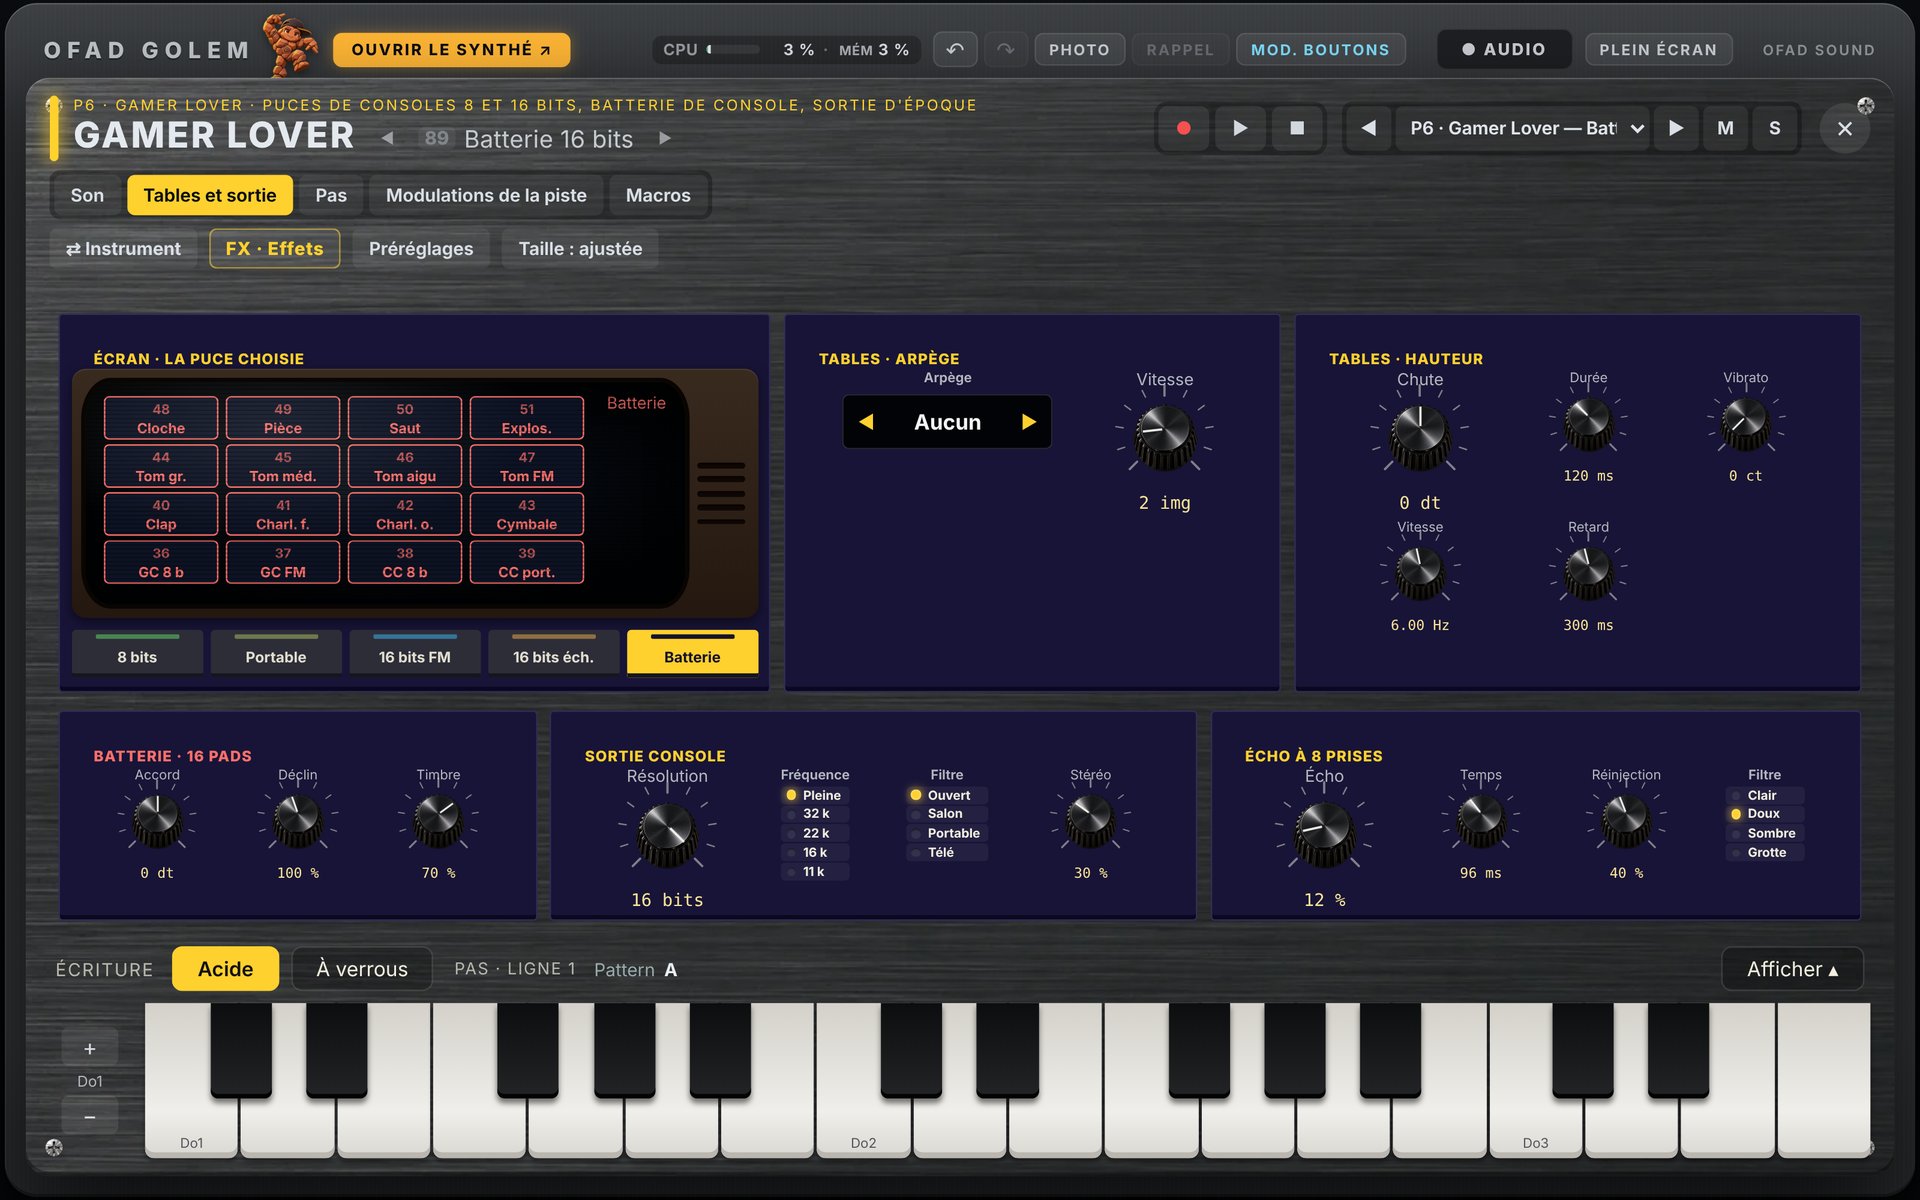 OFAD GOLEM
OUVRIR LE SYNTHÉ ↗
CPU 3 % · MÉM 3 %
PHOTO
RAPPEL
MOD. BOUTONS
AUDIO
PLEIN ÉCRAN
OFAD SOUND
P6 · GAMER LOVER · PUCES DE CONSOLES 8 ET 16 BITS, BATTERIE DE CONSOLE, SORTIE D'ÉPOQUE
GAMER LOVER
89 Batterie 16 bits
P6 · Gamer Lover — Bat
M
S
Son
Tables et sortie
Pas
Modulations de la piste
Macros
⇄ Instrument
FX · Effets
Préréglages
Taille : ajustée
ÉCRAN · LA PUCE CHOISIE
48 Cloche
49 Pièce
50 Saut
51 Explos.
Batterie
44 Tom gr.
45 Tom méd.
46 Tom aigu
47 Tom FM
40 Clap
41 Charl. f.
42 Charl. o.
43 Cymbale
36 GC 8 b
37 GC FM
38 CC 8 b
39 CC port.
8 bits
Portable
16 bits FM
16 bits éch.
Batterie
TABLES · ARPÈGE
Arpège
Aucun
Vitesse
2 img
TABLES · HAUTEUR
Chute
0 dt
Durée
120 ms
Vibrato
0 ct
Vitesse
6.00 Hz
Retard
300 ms
BATTERIE · 16 PADS
Accord
0 dt
Déclin
100 %
Timbre
70 %
SORTIE CONSOLE
Résolution
16 bits
Fréquence
Pleine
32 k
22 k
16 k
11 k
Filtre
Ouvert
Salon
Portable
Télé
Stéréo
30 %
ÉCHO À 8 PRISES
Écho
12 %
Temps
96 ms
Réinjection
40 %
Filtre
Clair
Doux
Sombre
Grotte
ÉCRITURE
Acide
À verrous
PAS · LIGNE 1
Pattern A
Afficher ▴
+
Do1
−
Do1
Do2
Do3